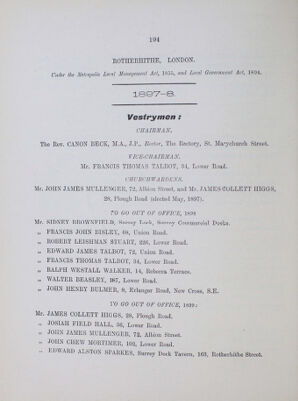 194
ROTHERHITHE, LONDON.
Under the Metropolis Local Management Act, 1855, and Local Government Act, 1894.
1897-8.
Vestrymen:
CHAIRMAN,
The Rev. CANON BECK, M.A., J.P., Rector, The Rectory, St. Marychurch Street.
VICE-CHAIRMAN.
Mr. FRANCIS THOMAS TALBOT, 34, Lower Road.
CHURCHWARDENS.
Mr. JOHN JAMES MULLENGER, 72, Albion Street, and Mr. JAMES COLLETT HIGGS,
28, Plough Road (elected May, 1897).
TO GO OUT OF OFFICE, 1898
Mr. SIDNEY BROWNFIELD, Surrey Lock, Surrey Commercial Docks.
„ FRANCIS JOHN EISLEY, 68, Union Road.
„ ROBERT LEISHMAN STUART, 226, Lower Road.
„ EDWARD JAMES TALBOT, 72, Union Road.
„ FRANCIS THOMAS TALBOT, 34, Lower Road.
„ RALPH WESTALL WALKER, 14, Rebecca Terrace.
„ WALTER BEASLEY, 187, Lower Road.
„ JOHN HENRY BULMER, 8, Erlanger Road, New Cross, S.E.
TO GO OUT OF OFFICE, 1899:
Mr. JAMES COLLETT HIGGS, 28, Plough Road.
„ JOSIAH FIELD HALL, 56, Lower Road.
„ JOHN JAMES MULLENGER, 72, Albion Street.
„ JOHN CHEW MORTIMER, 103, Lower Road.
„ EDWARD ALSTON SPARKES, Surrey Dock Tavern, 163, Rotherhithe Street.